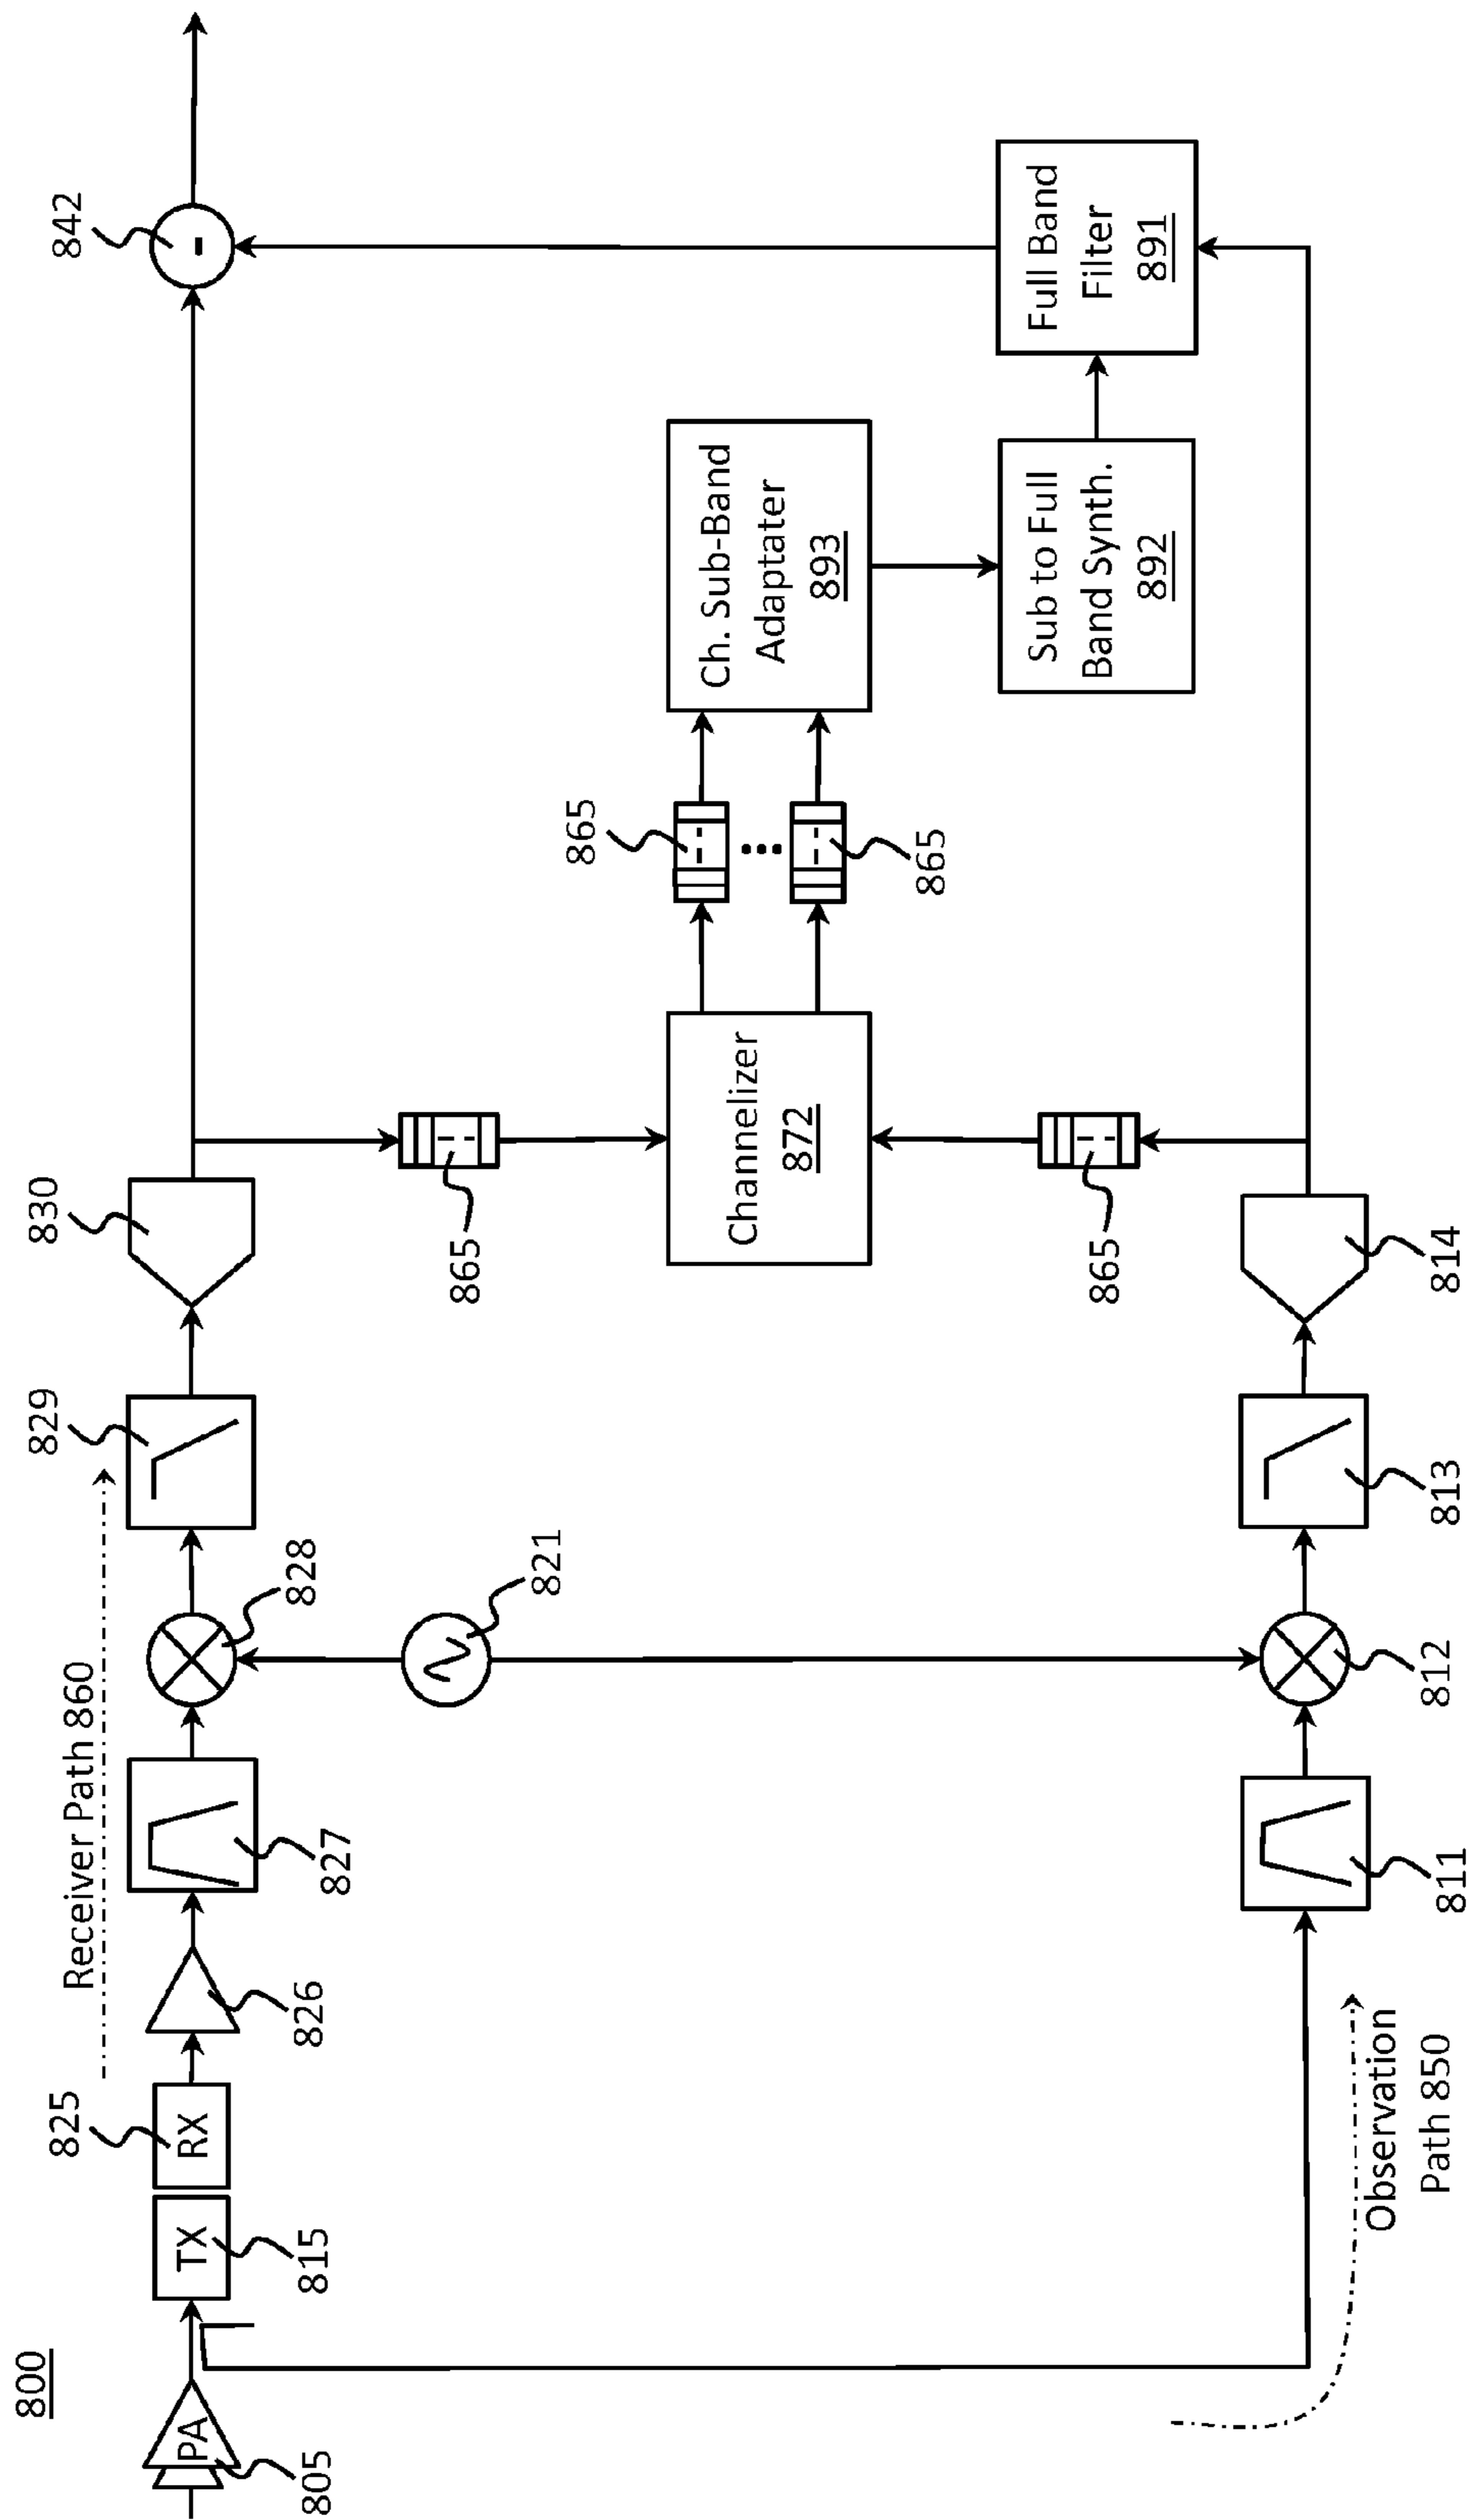 800
805
PA
TX
815
RX
825
826
Receiver Path 860
827
828
821
829
830
842
865
Channelizer
872
865
865
865
Ch. Sub-Band
Adaptater
893
Sub to Full
Band Synth.
892
Full Band
Filter
891
Observation
Path 850
811
812
813
814